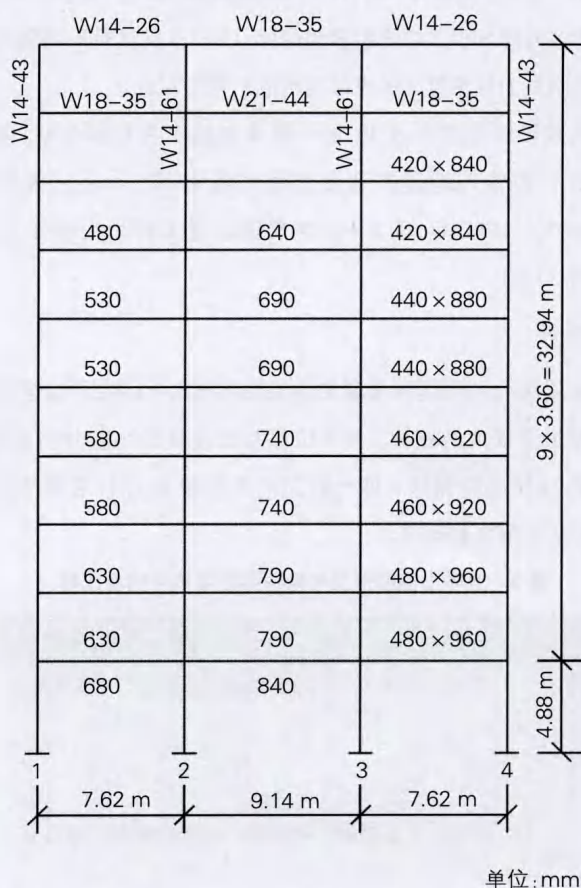 W14-26 W18-35 W14-26
W14-43 W14-43
W18-35 W14-61 W21-44 W14-61 W18-35
420×840
480 640 420×840
530 690 440×880
530 690 440×880
580 740 460×920
580 740 460×920
630 790 480×960
630 790 480×960
680 840
9×3.66=32.94 m
4.88 m
1 2 3 4
7.62 m 9.14 m 7.62 m
单位:mm